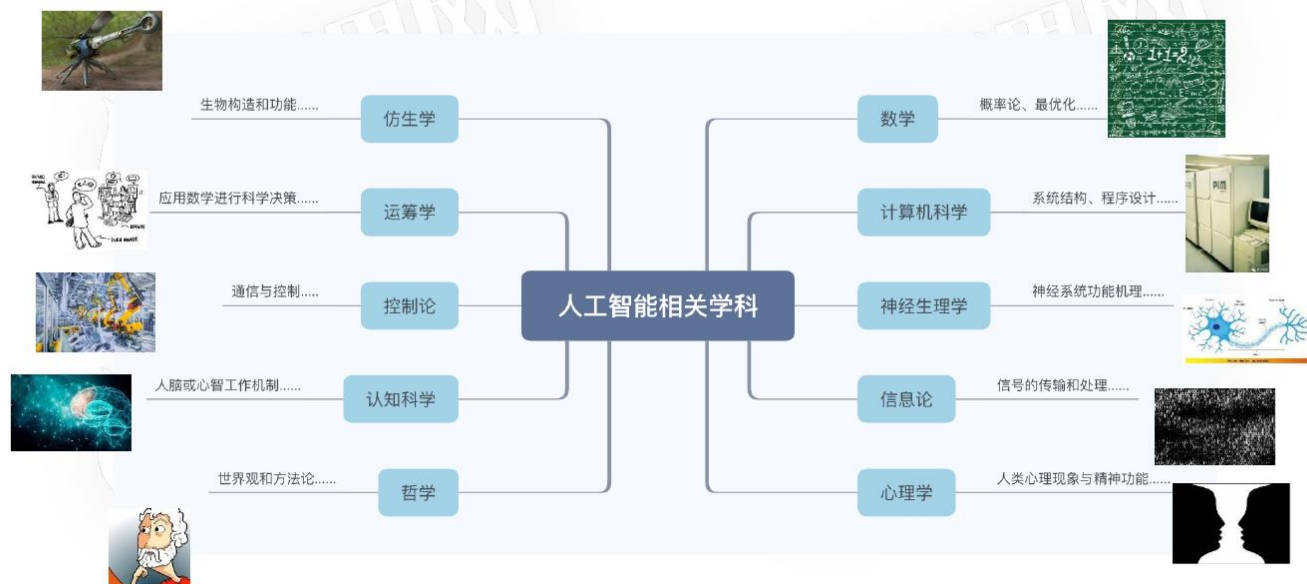 生物构造和功能......
仿生学
应用数学进行科学决策......
运筹学
通信与控制.....
控制论
人脑或心智工作机制......
认知科学
世界观和方法论......
哲学
人工智能相关学科
数学
概率论、最优化......
计算机科学
系统结构、程序设计......
神经生理学
神经系统功能机理......
信息论
信号的传输和处理......
心理学
人类心理现象与精神功能......
1+1=2